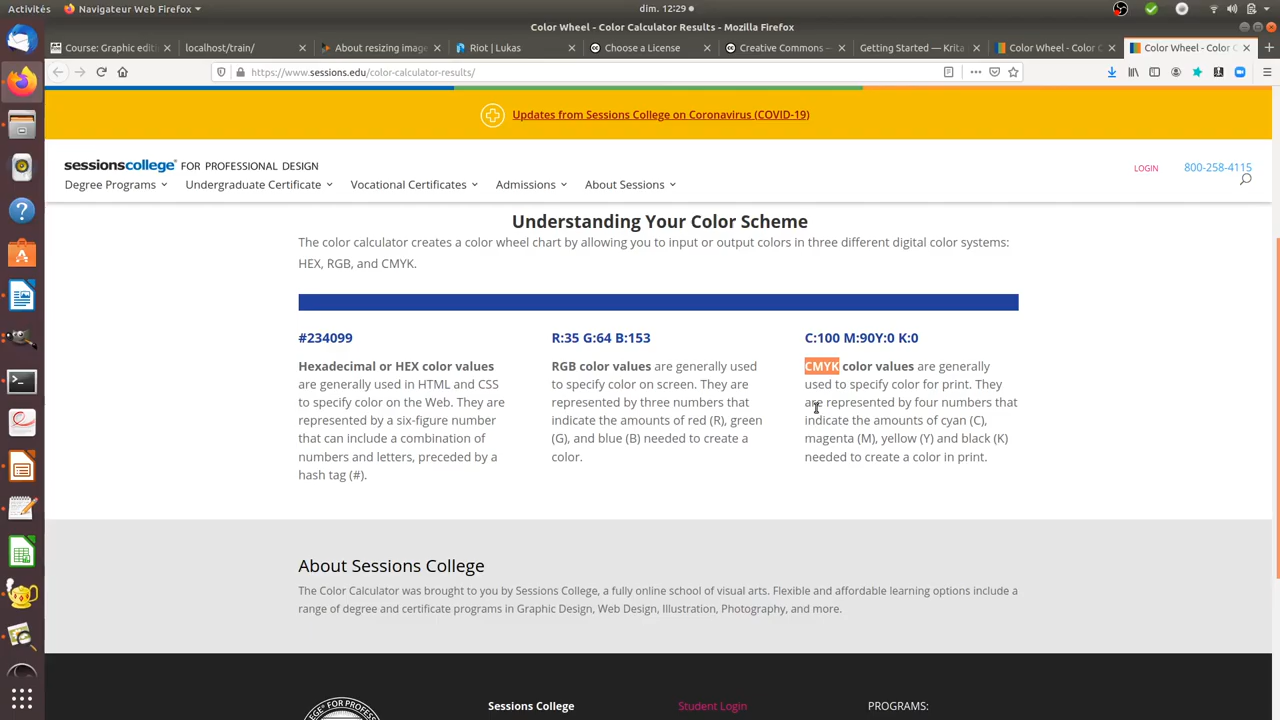 Activités
Navigateur Web Firefox
dim. 12:29
Color Wheel - Color Calculator Results - Mozilla Firefox
Course: Graphic editi
localhost/train/
About resizing image
Riot | Lukas
Choose a License
Creative Commons —
Getting Started — Krita
Color Wheel - Color C
Color Wheel - Color C
https://www.sessions.edu/color-calculator-results/
Updates from Sessions College on Coronavirus (COVID-19)
sessionscollege® FOR PROFESSIONAL DESIGN
LOGIN
800-258-4115
Degree Programs
Undergraduate Certificate
Vocational Certificates
Admissions
About Sessions
Understanding Your Color Scheme
The color calculator creates a color wheel chart by allowing you to input or output colors in three different digital color systems:
HEX, RGB, and CMYK.
#234099
Hexadecimal or HEX color values
are generally used in HTML and CSS
to specify color on the Web. They are
represented by a six-figure number
that can include a combination of
numbers and letters, preceded by a
hash tag (#).
R:35 G:64 B:153
RGB color values are generally used
to specify color on screen. They are
represented by three numbers that
indicate the amounts of red (R), green
(G), and blue (B) needed to create a
color.
C:100 M:90Y:0 K:0
CMYK color values are generally
used to specify color for print. They
are represented by four numbers that
indicate the amounts of cyan (C),
magenta (M), yellow (Y) and black (K)
needed to create a color in print.
About Sessions College
The Color Calculator was brought to you by Sessions College, a fully online school of visual arts. Flexible and affordable learning options include a
range of degree and certificate programs in Graphic Design, Web Design, Illustration, Photography, and more.
Sessions College
Student Login
PROGRAMS: